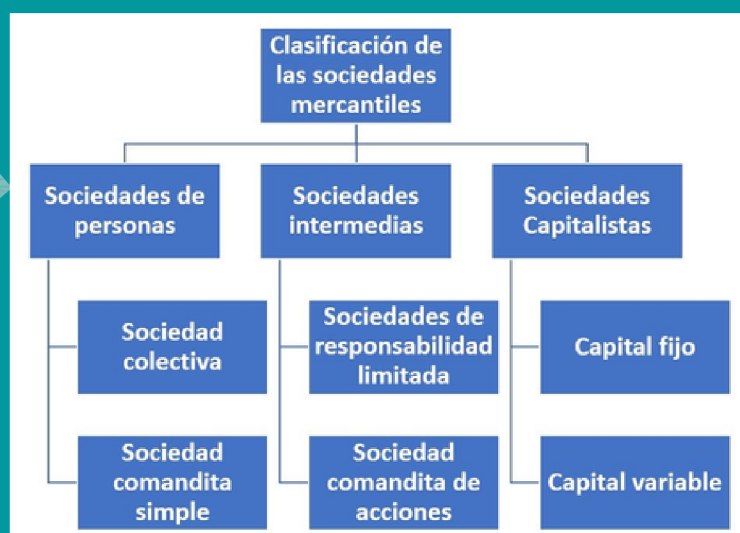 Clasificación de
las sociedades
mercantiles
Sociedades de
personas
Sociedad
colectiva
Sociedad
comandita
simple
Sociedades
intermedias
Sociedades de
responsabilidad
limitada
Sociedad
comandita de
acciones
Sociedades
Capitalistas
Capital fijo
Capital variable